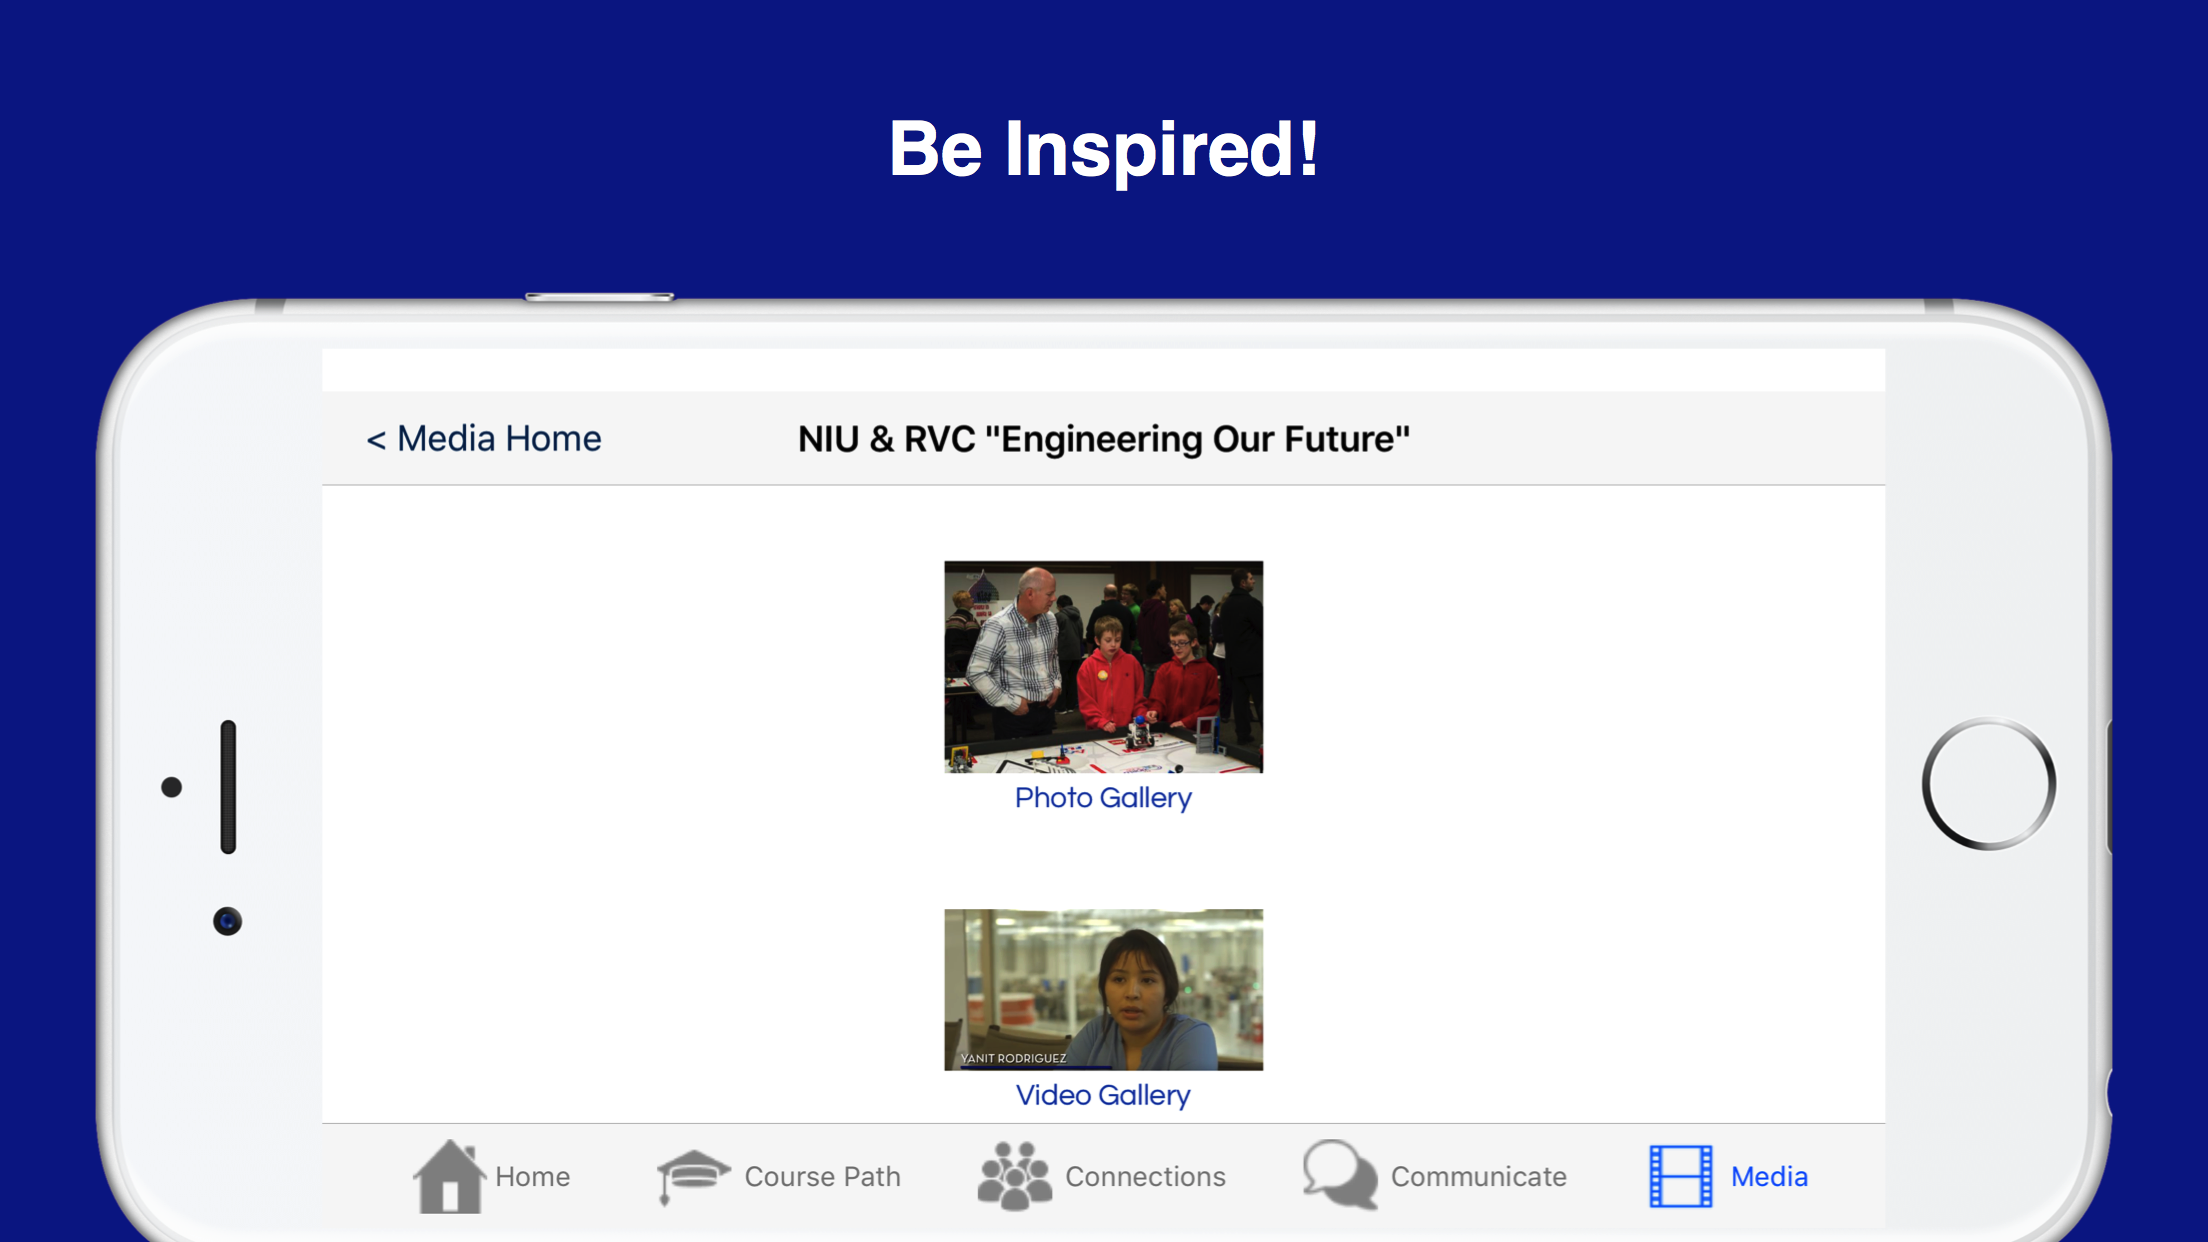 Be Inspired!
< Media Home
NIU & RVC "Engineering Our Future"
Photo Gallery
YANIT RODRIGUEZ
Video Gallery
Home
Course Path
Connections
Communicate
Media